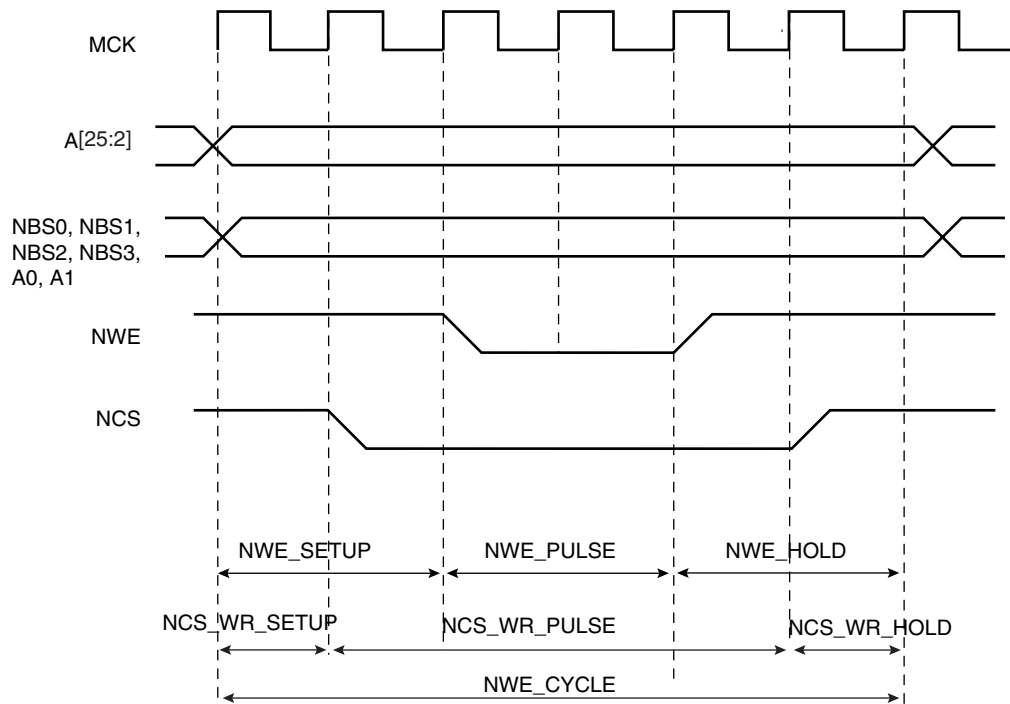 MCK
A[25:2]
NBS0, NBS1,
NBS2, NBS3,
A0, A1
NWE
NCS
NWE_SETUP
NWE_PULSE
NWE_HOLD
NCS_WR_SETUP
NCS_WR_PULSE
NCS_WR_HOLD
NWE_CYCLE